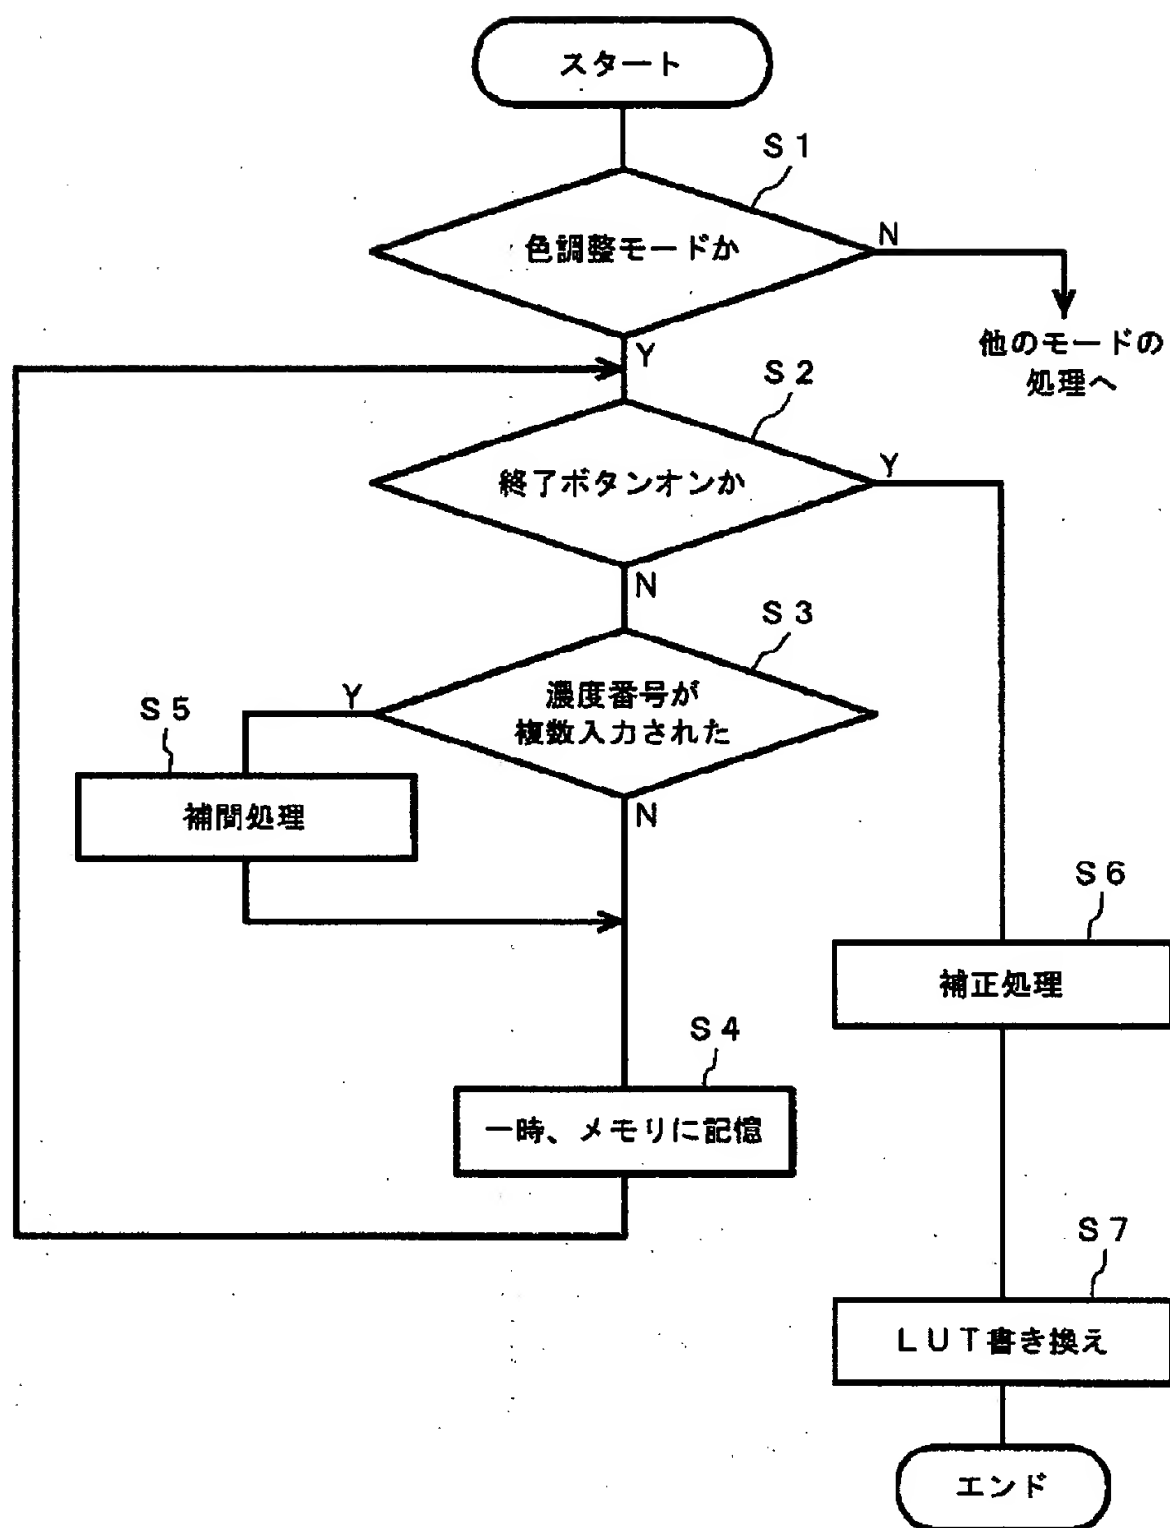 スタート
S1
色調整モードか
N
他のモードの
処理へ
Y
S2
終了ボタンオンか
Y
N
S3
濃度番号が
複数入力された
Y
S5
補間処理
N
S6
補正処理
S4
一時、メモリに記憶
S7
LUT書き換え
エンド